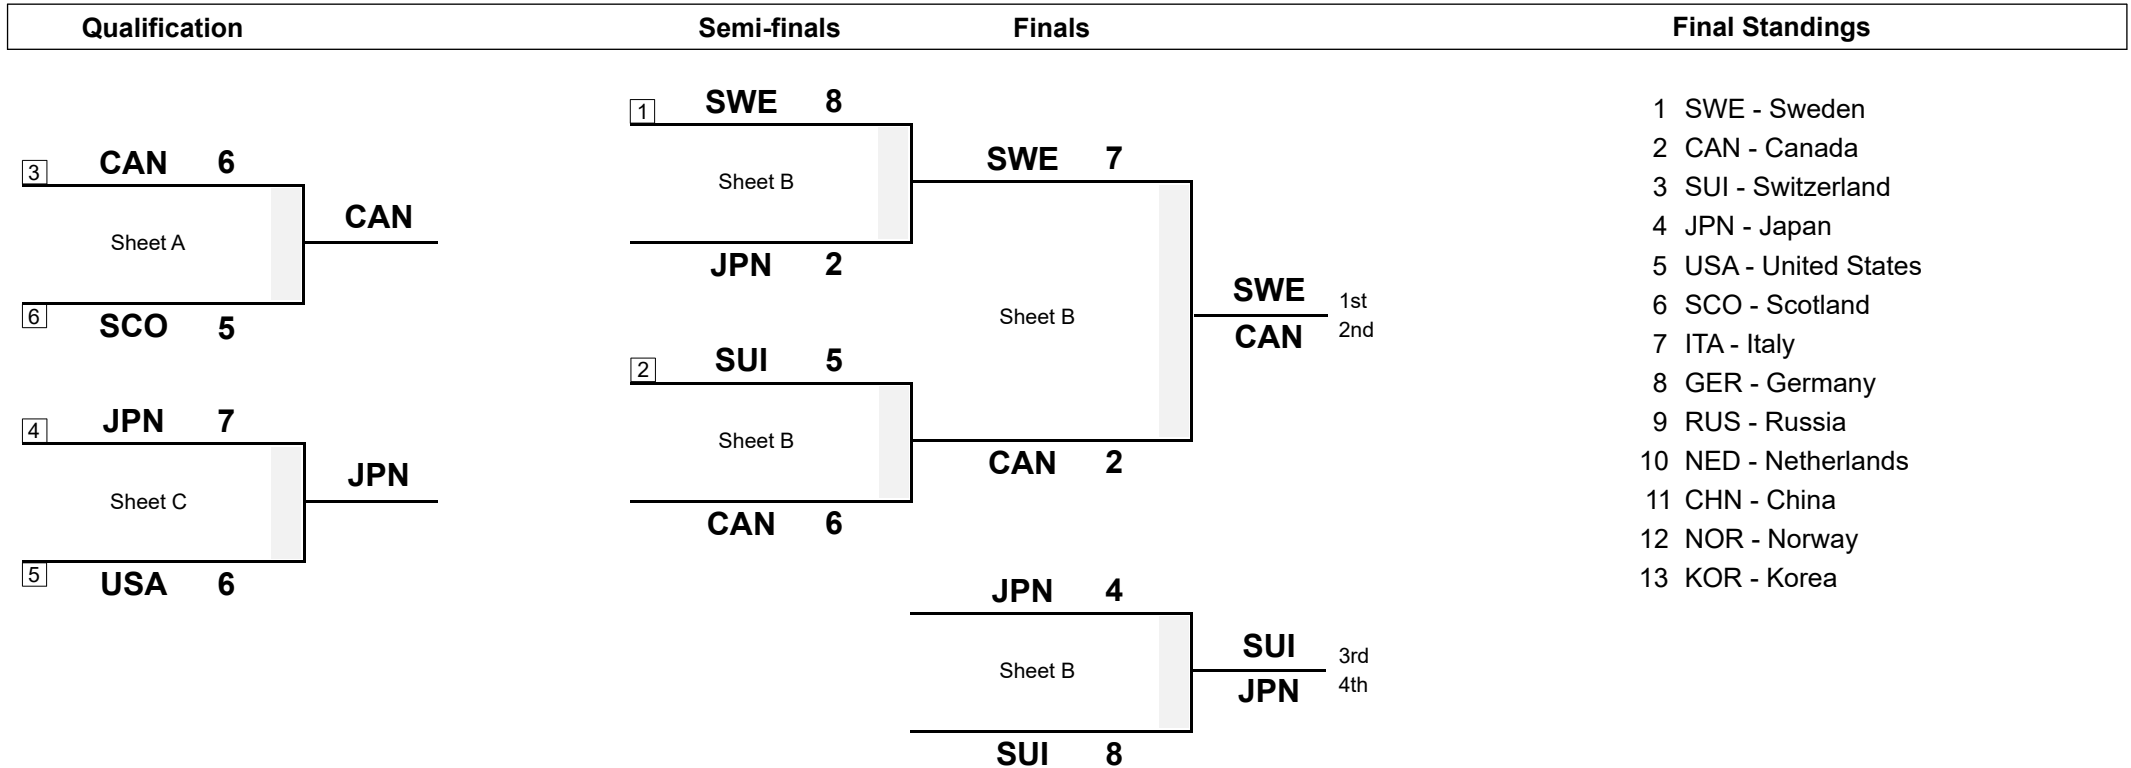 Qualification Semi-finals Finals Final Standings
3 CAN 6
Sheet A
6 SCO 5
CAN
4 JPN 7
Sheet C
5 USA 6
JPN
1 SWE 8
Sheet B
JPN 2
2 SUI 5
Sheet B
CAN 6
SWE 7
Sheet B
CAN 2
SWE 1st
CAN 2nd
JPN 4
Sheet B
SUI 8
SUI 3rd
JPN 4th
1 SWE - Sweden
2 CAN - Canada
3 SUI - Switzerland
4 JPN - Japan
5 USA - United States
6 SCO - Scotland
7 ITA - Italy
8 GER - Germany
9 RUS - Russia
10 NED - Netherlands
11 CHN - China
12 NOR - Norway
13 KOR - Korea